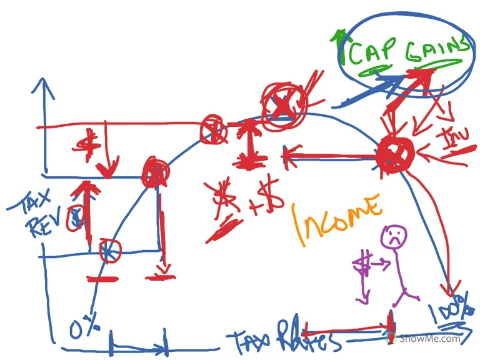 CAP GAINS
$
INV
TAX
REV
$
$ + $
INCOME
$
0%
TAX RATES
100%
ShowMe.com